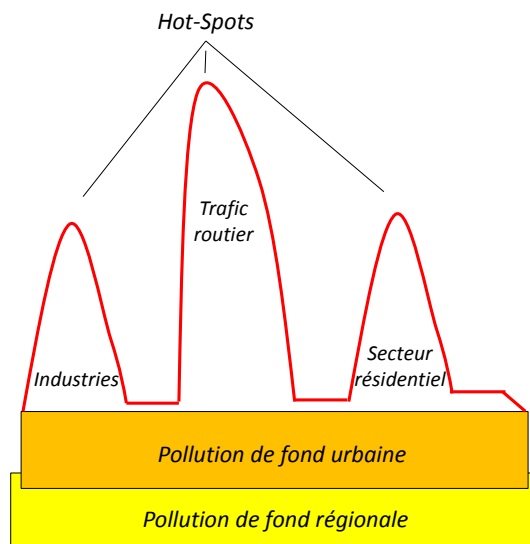 Hot-Spots
Trafic
routier
Industries
Secteur
résidentiel
Pollution de fond urbaine
Pollution de fond régionale